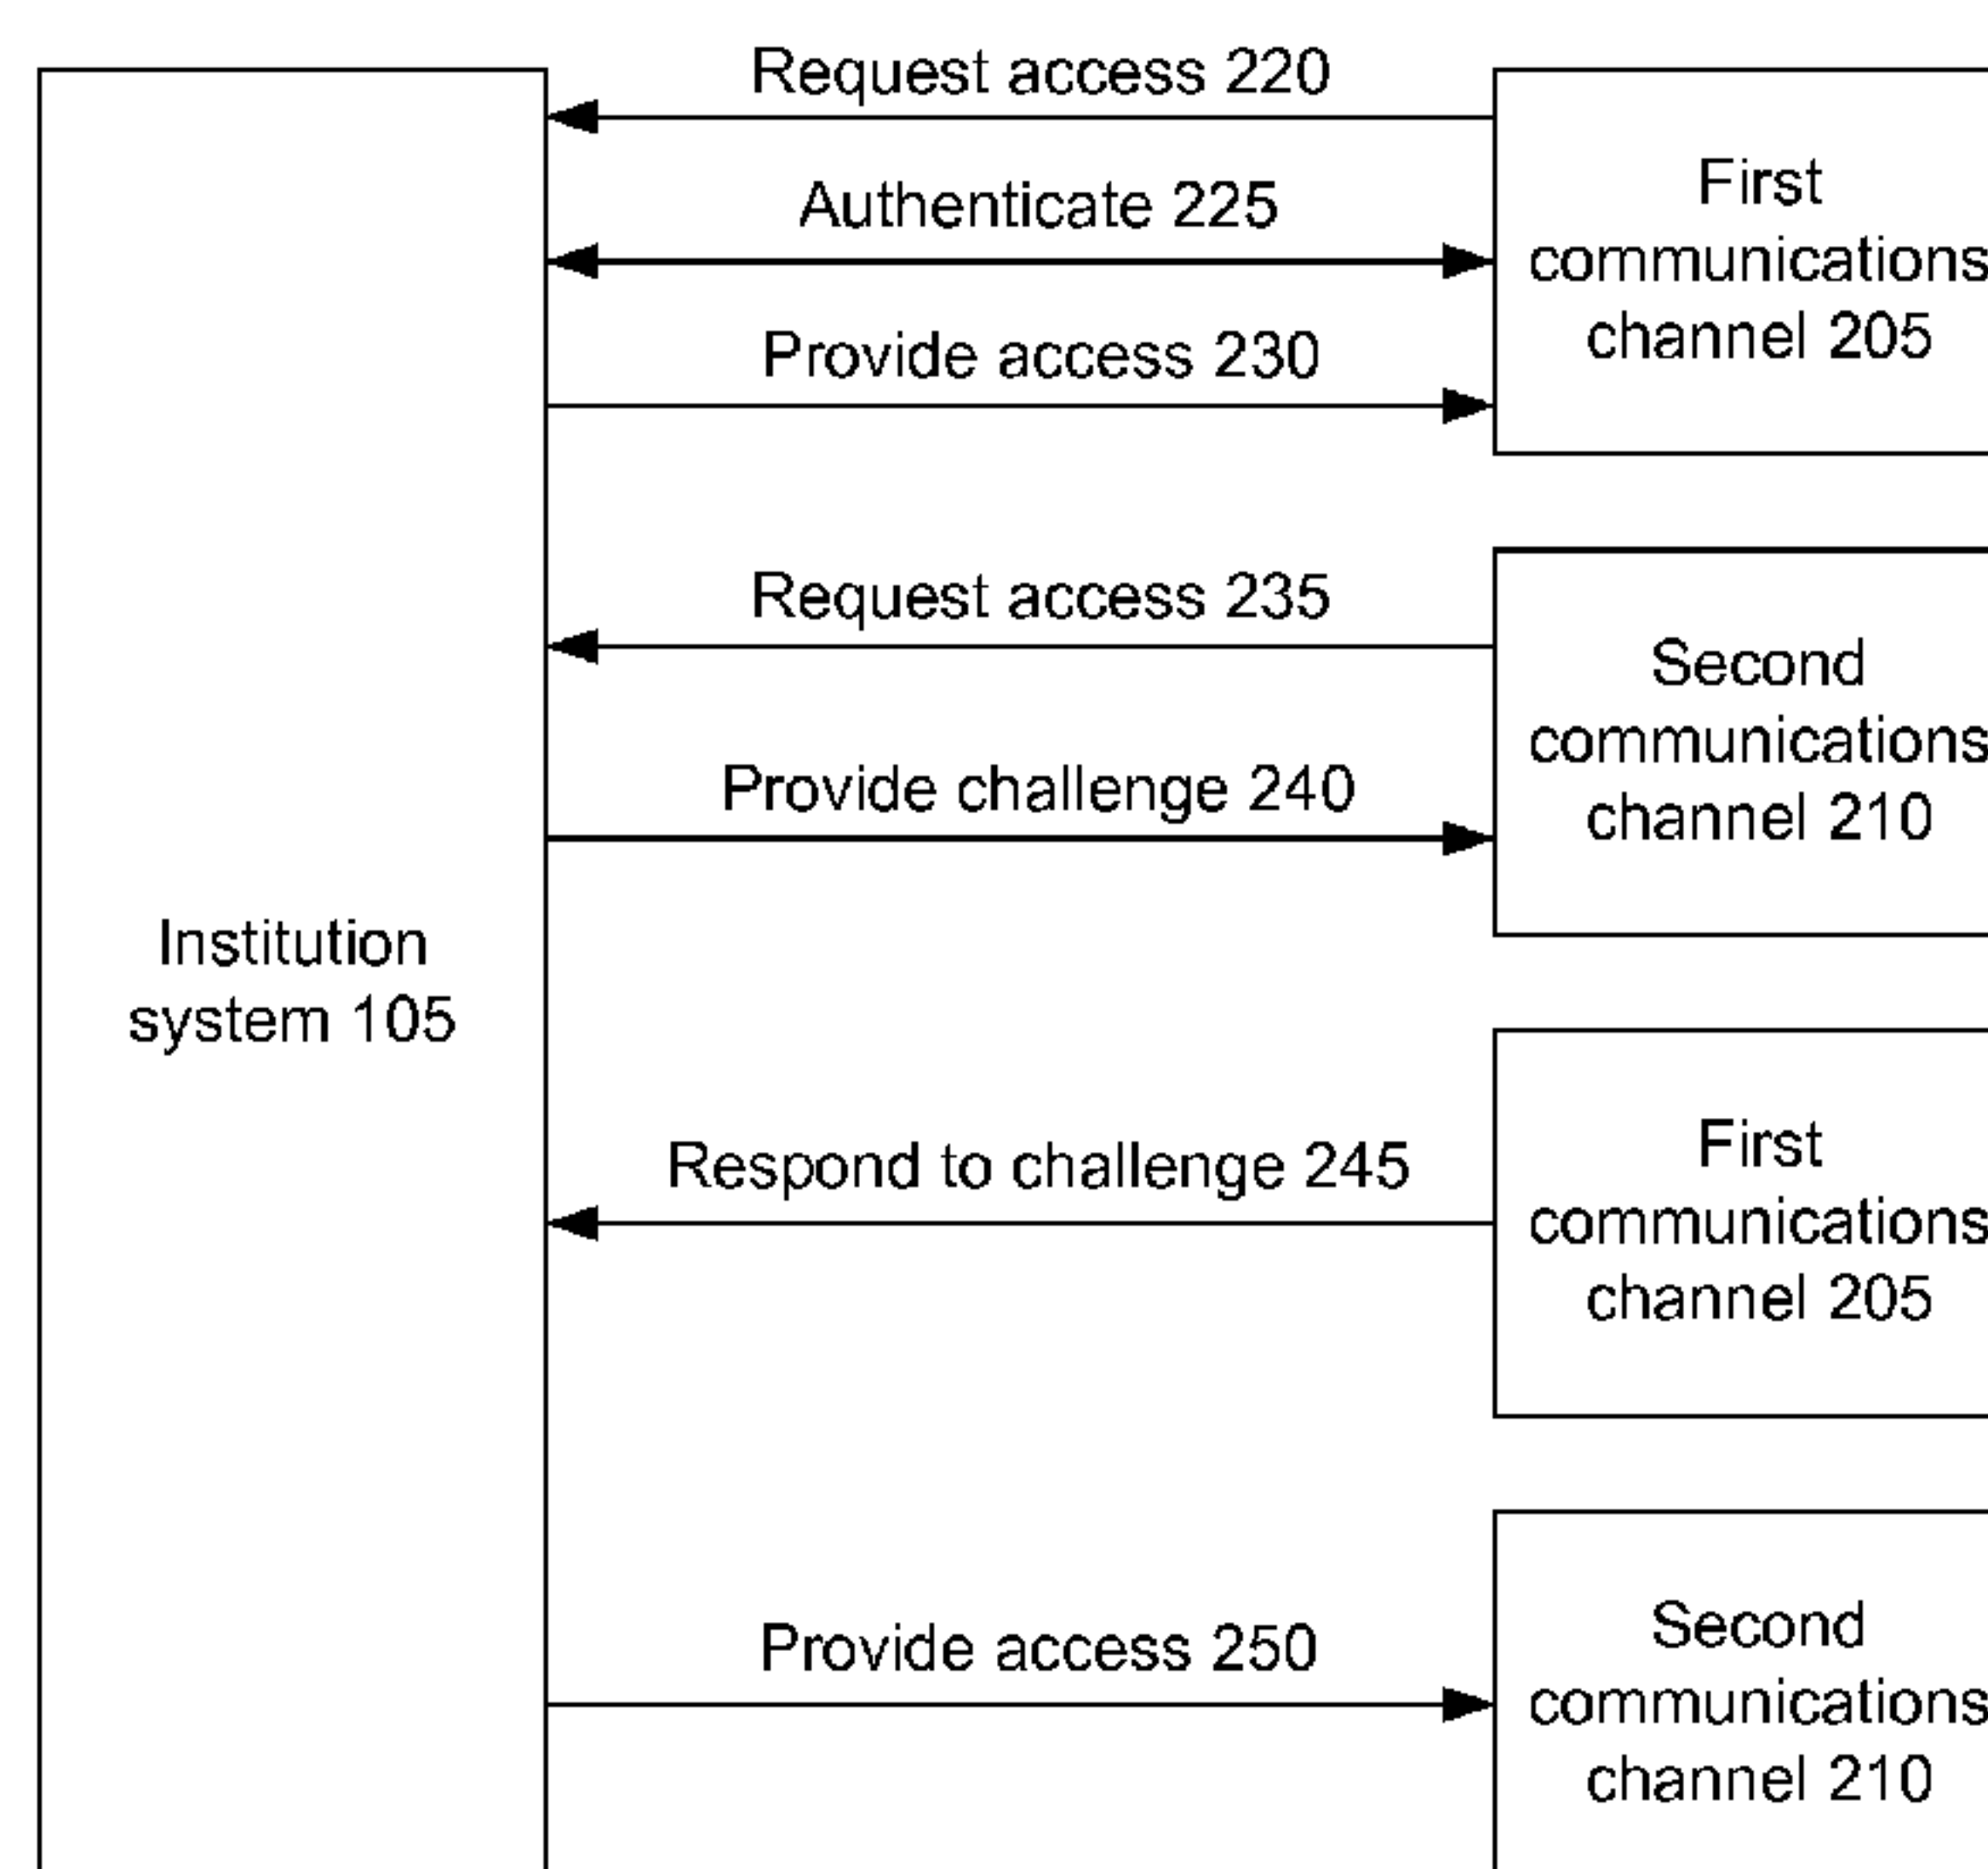 Request access 220
Authenticate 225
Provide access 230
First
communications
channel 205
Request access 235
Provide challenge 240
Second
communications
channel 210
Institution
system 105
Respond to challenge 245
First
communications
channel 205
Provide access 250
Second
communications
channel 210